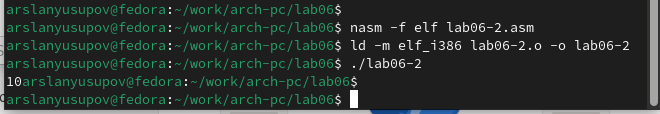 arslanyusupov@fedora:~/work/arch-pc/lab06$
arslanyusupov@fedora:~/work/arch-pc/lab06$ nasm -f elf lab06-2.asm
arslanyusupov@fedora:~/work/arch-pc/lab06$ ld -m elf_i386 lab06-2.o -o lab06-2
arslanyusupov@fedora:~/work/arch-pc/lab06$ ./lab06-2
10arslanyusupov@fedora:~/work/arch-pc/lab06$
arslanyusupov@fedora:~/work/arch-pc/lab06$